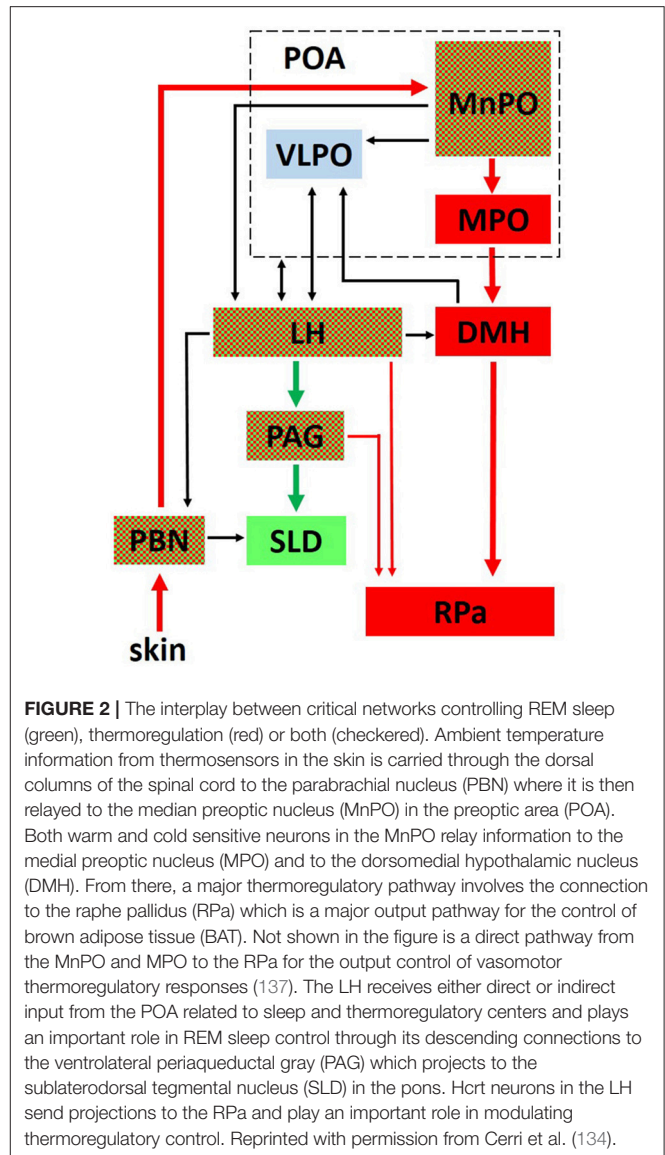 POA
MnPO
VLPO
MPO
LH
DMH
PAG
PBN
SLD
RPa
skin
FIGURE 2 | The interplay between critical networks controlling REM sleep
(green), thermoregulation (red) or both (checkered). Ambient temperature
information from thermosensors in the skin is carried through the dorsal
columns of the spinal cord to the parabrachial nucleus (PBN) where it is then
relayed to the median preoptic nucleus (MnPO) in the preoptic area (POA).
Both warm and cold sensitive neurons in the MnPO relay information to the
medial preoptic nucleus (MPO) and to the dorsomedial hypothalamic nucleus
(DMH). From there, a major thermoregulatory pathway involves the connection
to the raphe pallidus (RPa) which is a major output pathway for the control of
brown adipose tissue (BAT). Not shown in the figure is a direct pathway from
the MnPO and MPO to the RPa for the output control of vasomotor
thermoregulatory responses (137). The LH receives either direct or indirect
input from the POA related to sleep and thermoregulatory centers and plays
an important role in REM sleep control through its descending connections to
the ventrolateral periaqueductal gray (PAG) which projects to the
sublaterodorsal tegmental nucleus (SLD) in the pons. Hcrt neurons in the LH
send projections to the RPa and play an important role in modulating
thermoregulatory control. Reprinted with permission from Cerri et al. (134).